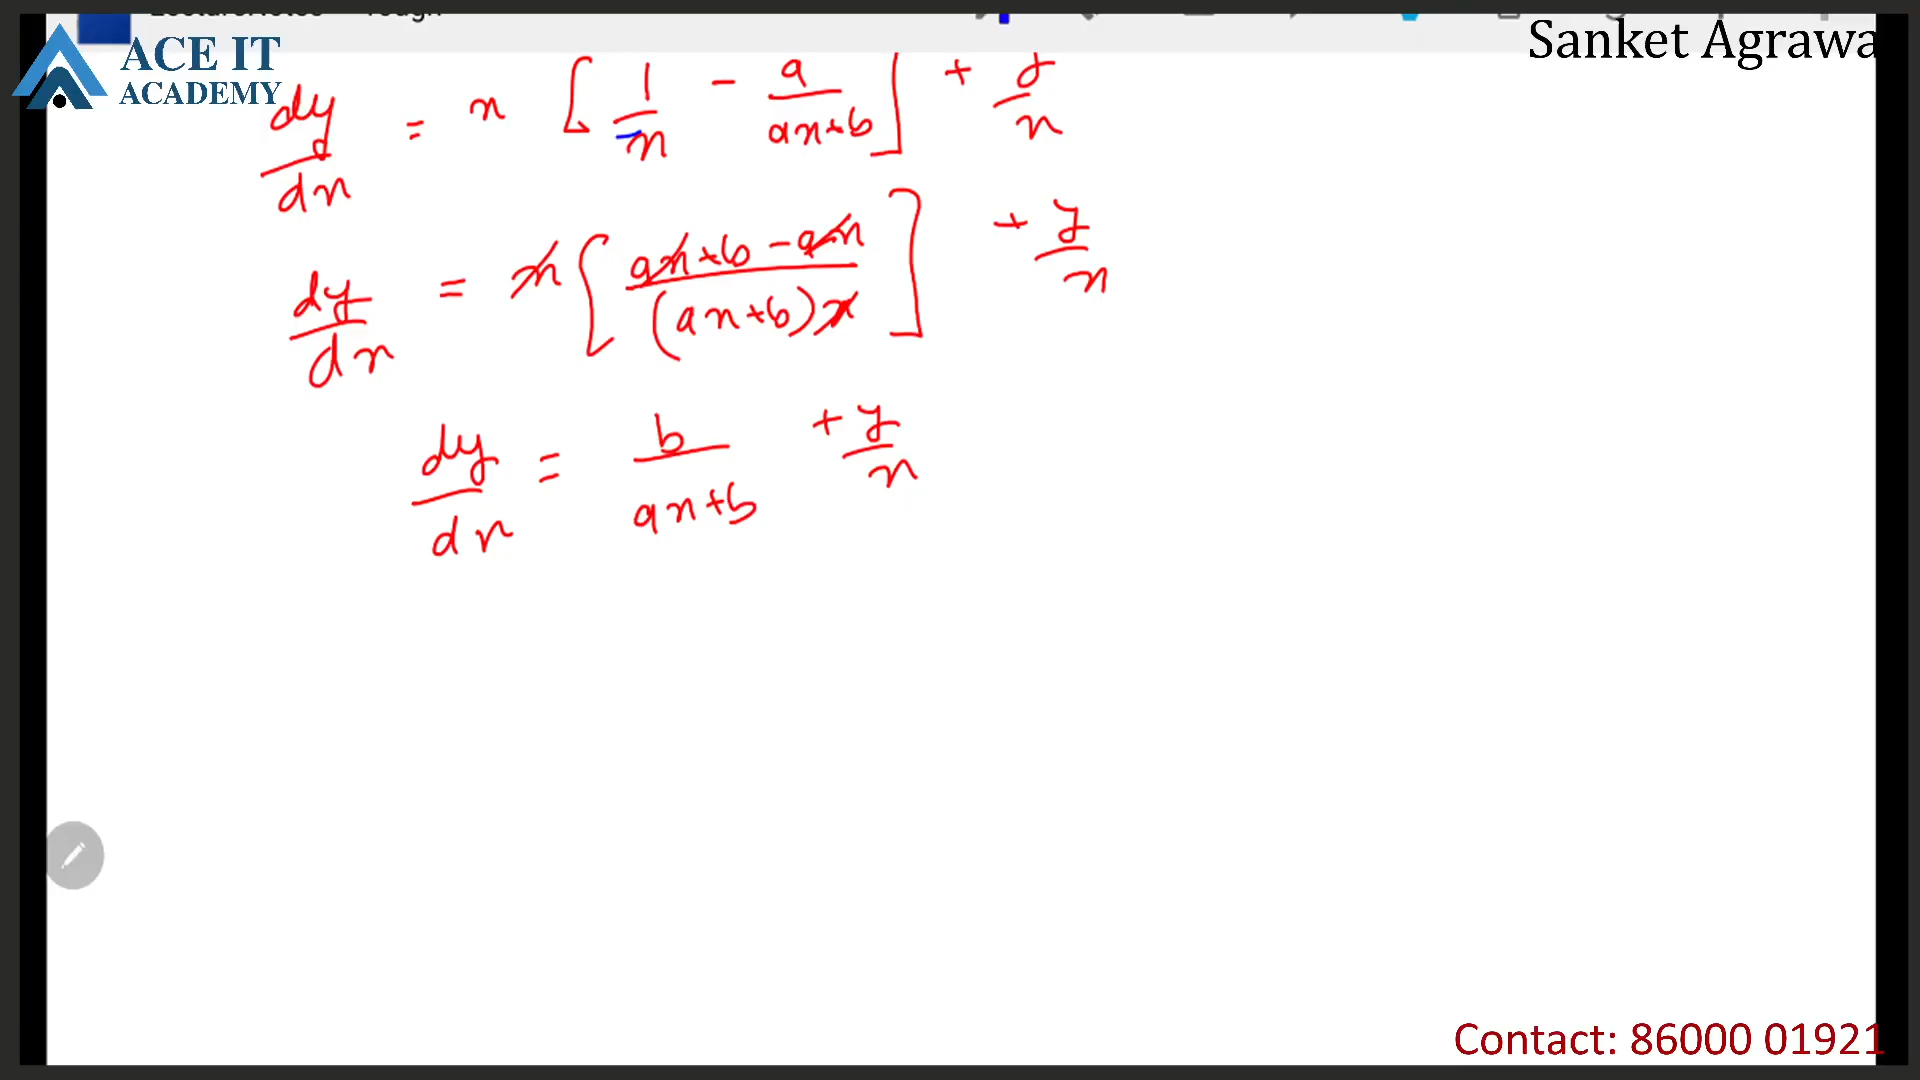 Sanket Agrawa
ACE IT
ACADEMY
dy/dx = x [1/x - a/(ax+b)] + y/x
dy/dx = x [(ax+b-ax)/((ax+b)x)] + y/x
dy/dx = b/(ax+b) + y/x
Contact: 86000 01921